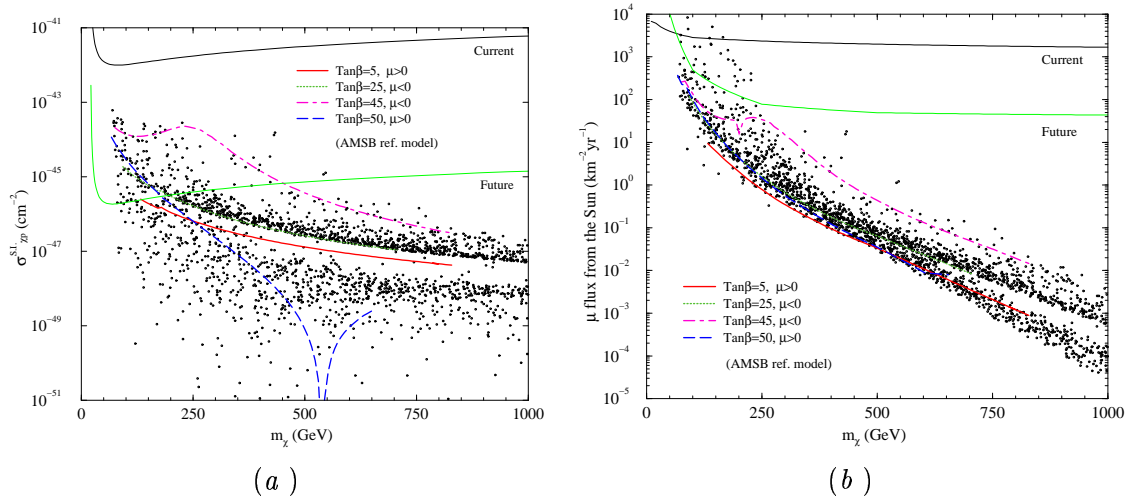 10⁻⁴¹
10⁻⁴³
10⁻⁴⁵
10⁻⁴⁷
10⁻⁴⁹
10⁻⁵¹
σ^{S.I.}_{χp} (cm⁻²)
Current
Tanβ=5, μ>0
Tanβ=25, μ<0
Tanβ=45, μ<0
Tanβ=50, μ>0
(AMSB ref. model)
Future
0 250 500 750 1000
m_χ (GeV)
(a)
10⁴
10³
10²
10¹
10⁰
10⁻¹
10⁻²
10⁻³
10⁻⁴
10⁻⁵
μ flux from the Sun (km⁻² yr⁻¹)
Current
Future
Tanβ=5, μ>0
Tanβ=25, μ<0
Tanβ=45, μ<0
Tanβ=50, μ>0
(AMSB ref. model)
0 250 500 750 1000
m_χ (GeV)
(b)